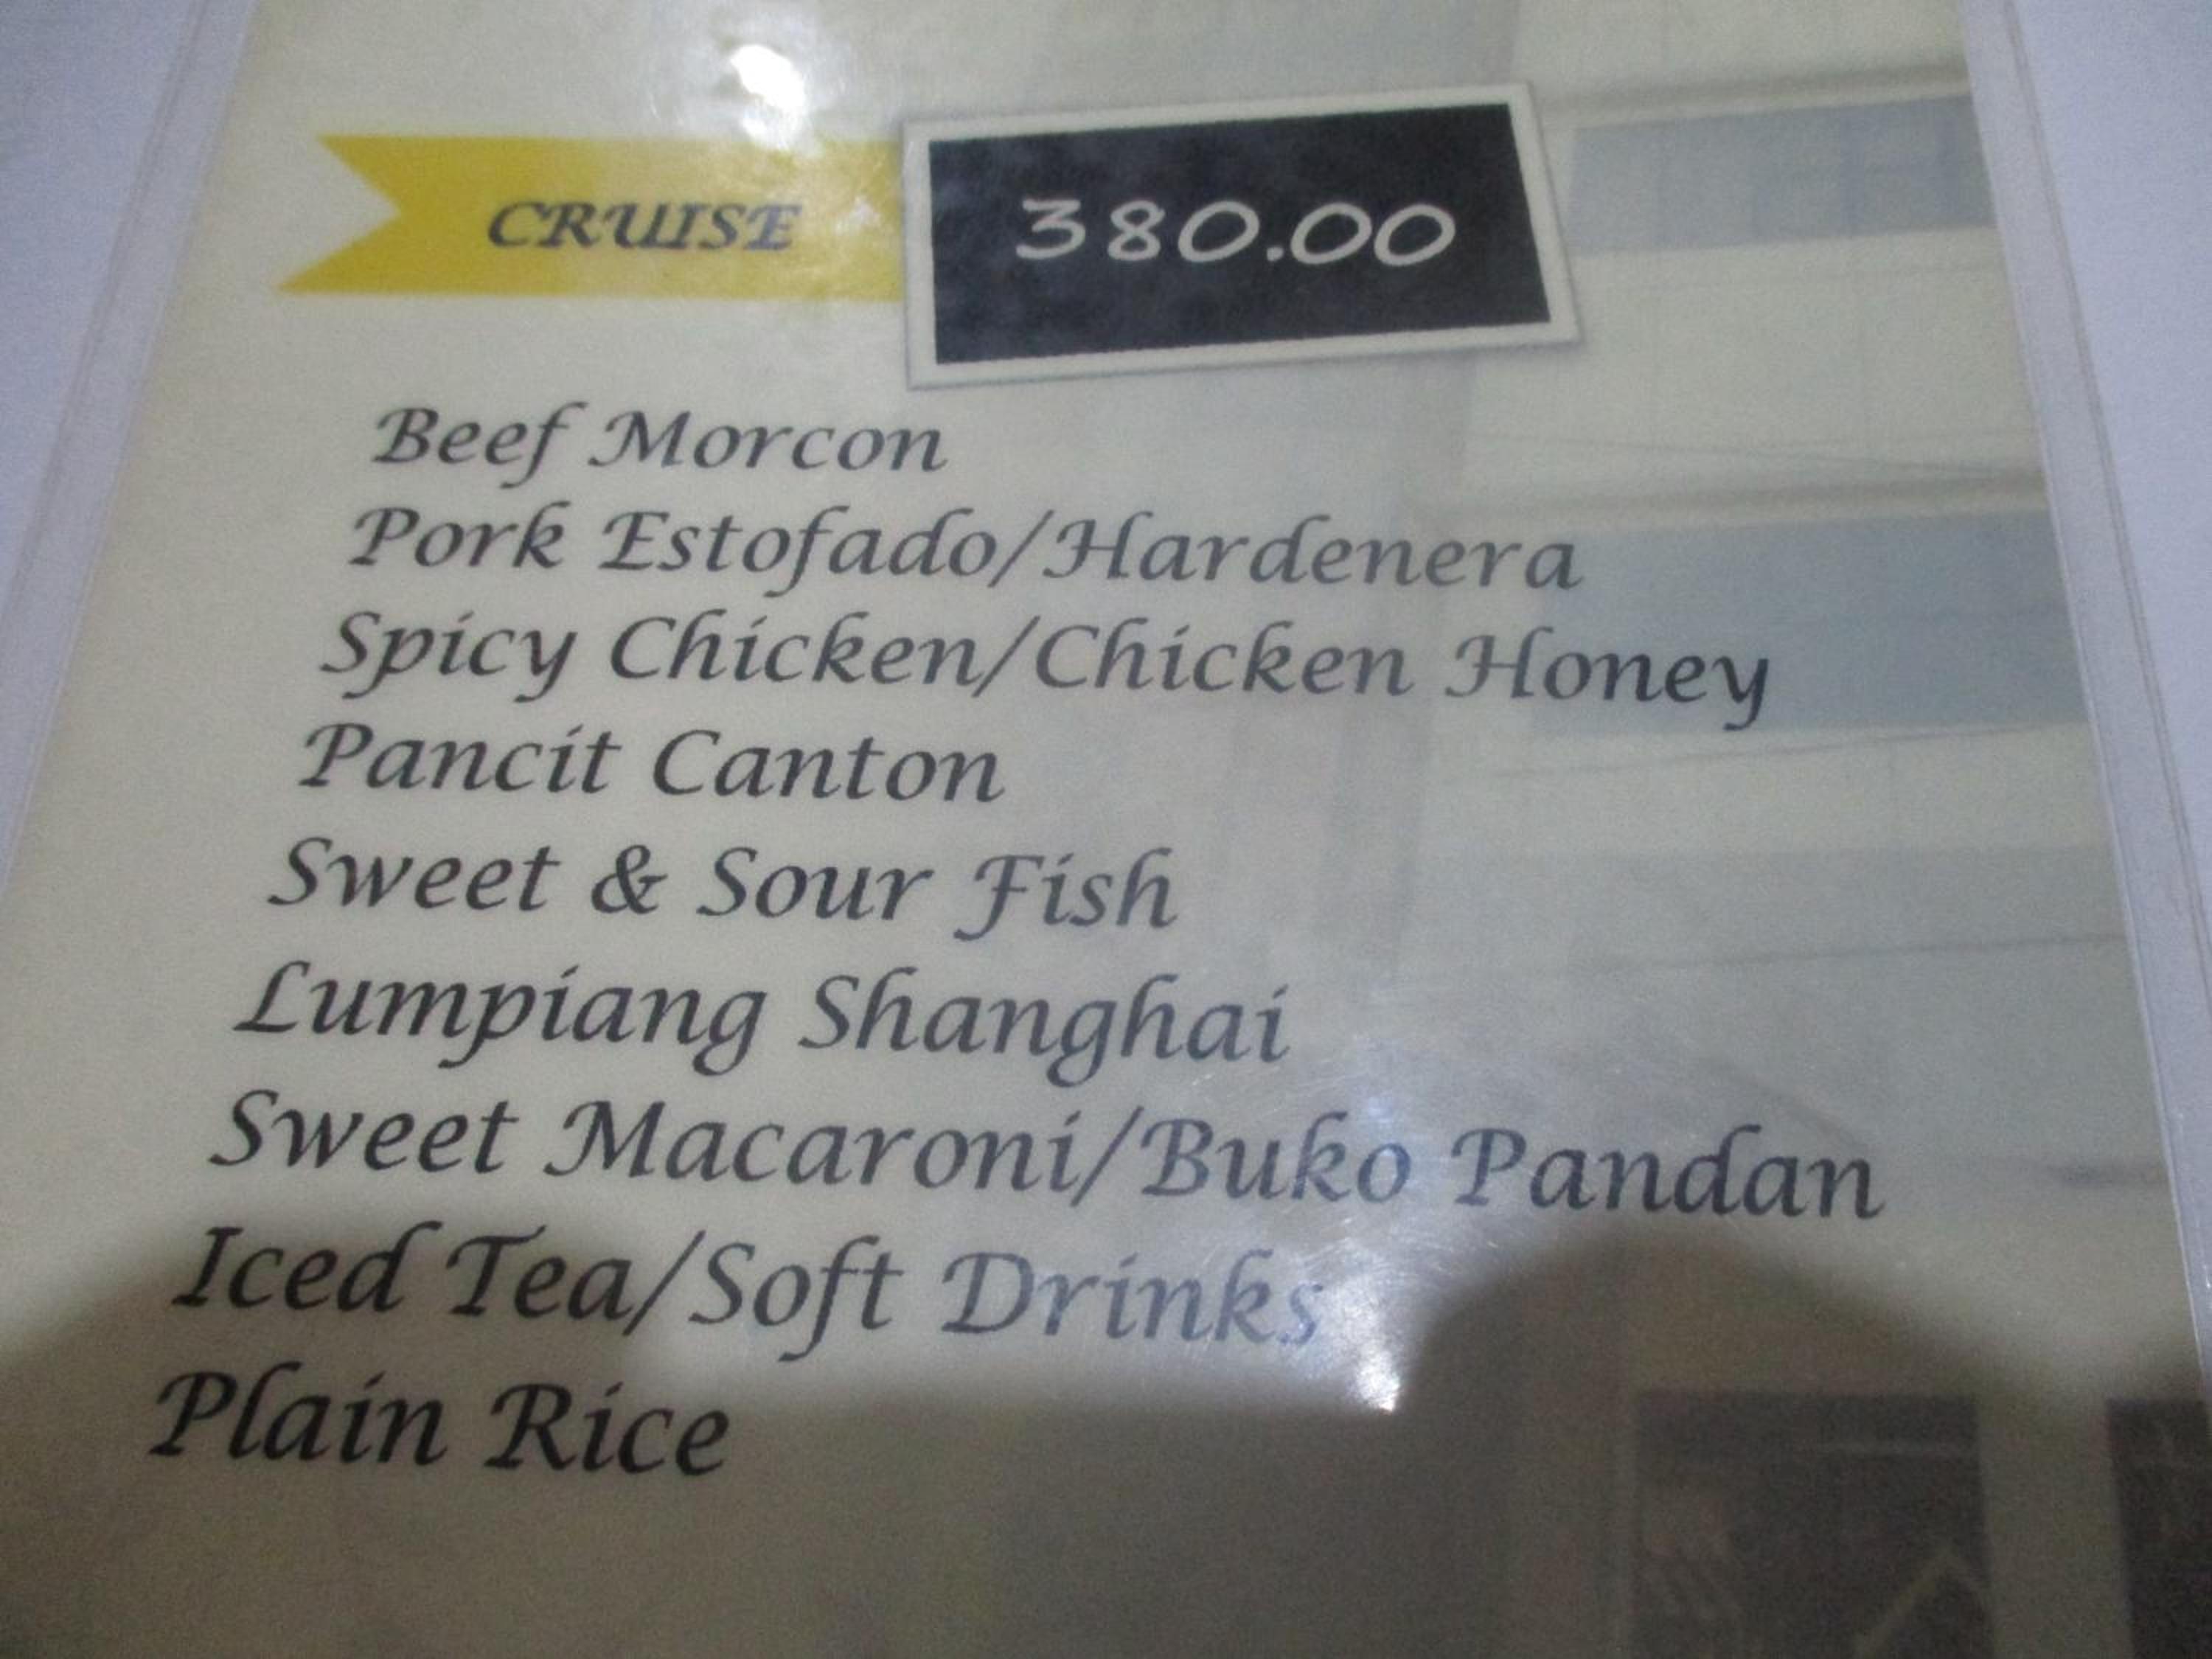 CRUISE
380.00
Beef Morcon
Pork Estofado/Hardenera
Spicy Chicken/Chicken Honey
Pancit Canton
Sweet & Sour Fish
Lumpiang Shanghai
Sweet Macaroni/Buko Pandan
Iced Tea/Soft Drinks
Plain Rice